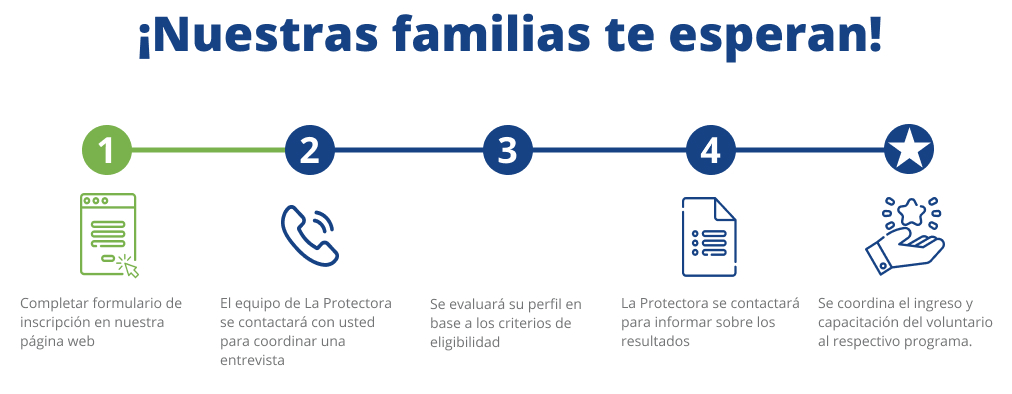 ¡Nuestras familias te esperan!
1
2
3
4
Completar formulario de
inscripción en nuestra
página web
El equipo de La Protectora
se contactará con usted
para coordinar una
entrevista
Se evaluará su perfil en
base a los criterios de
eligibilidad
La Protectora se contactará
para informar sobre los
resultados
Se coordina el ingreso y
capacitación del voluntario
al respectivo programa.